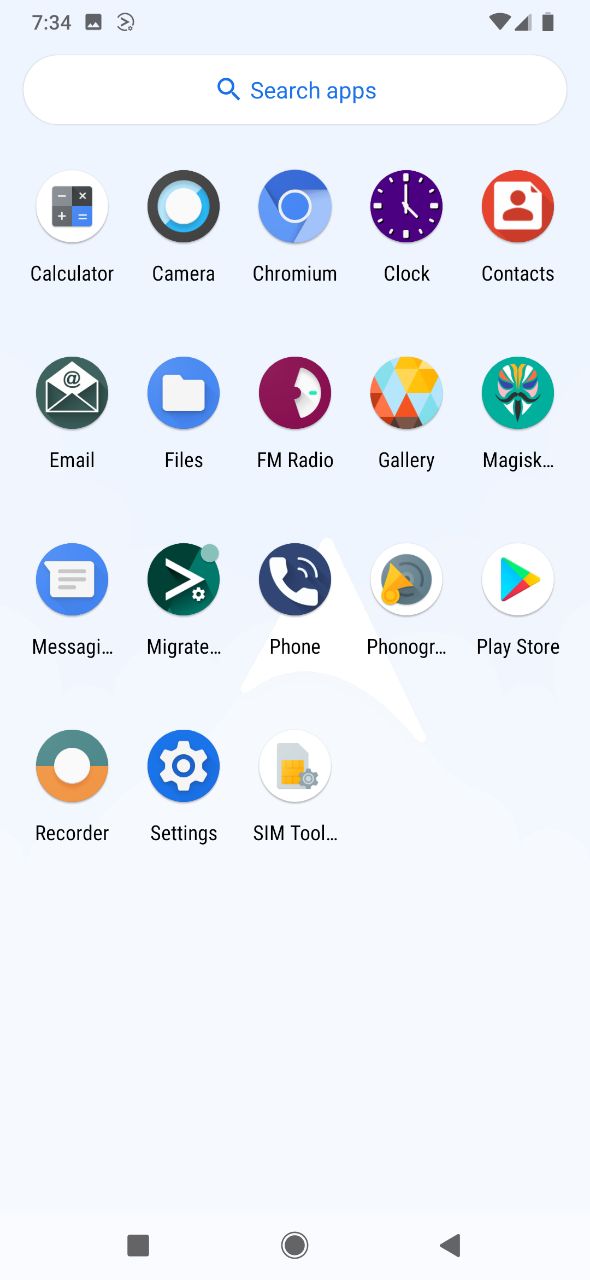 7:34
Search apps
Calculator
Camera
Chromium
Clock
Contacts
@
Email
Files
FM Radio
Gallery
Magisk…
Messagi…
Migrate…
Phone
Phonogr…
Play Store
Recorder
Settings
SIM Tool…